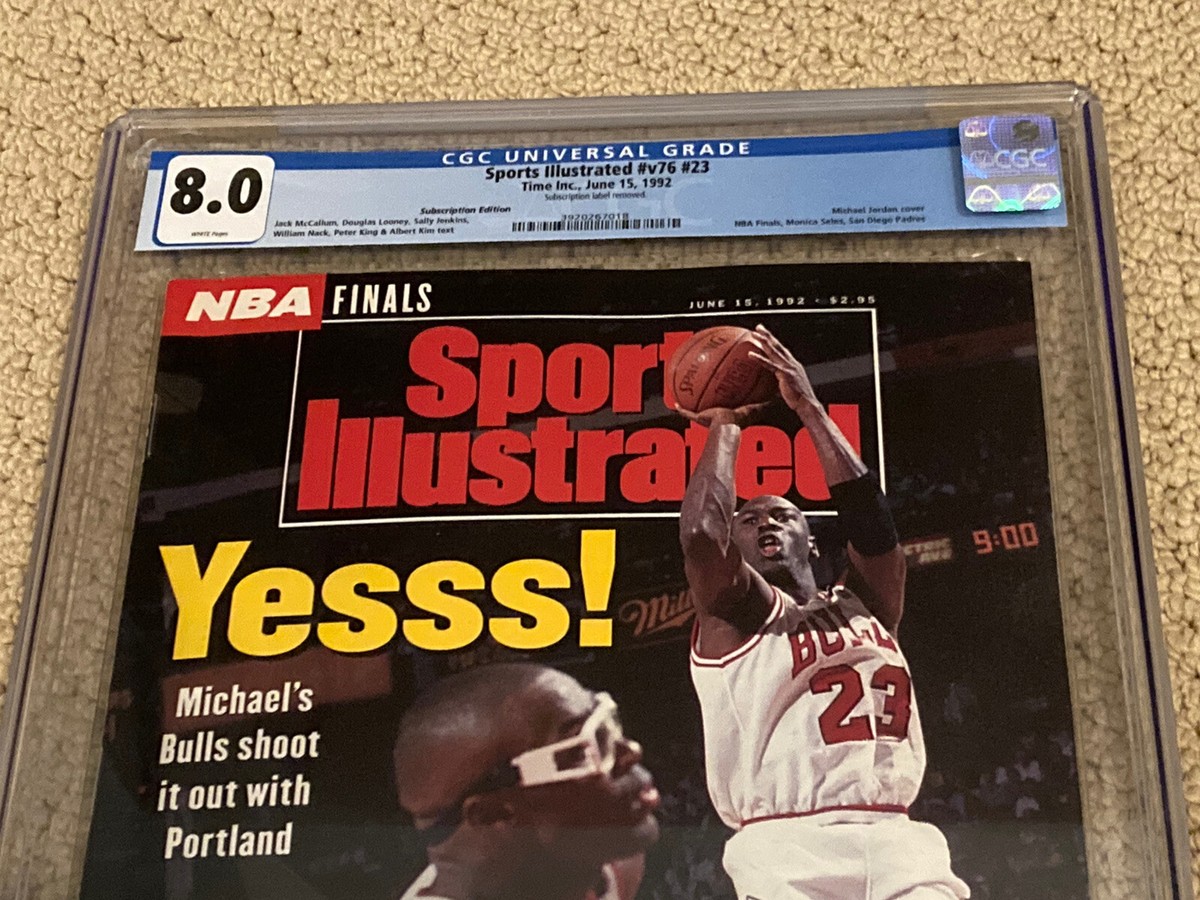 CGC UNIVERSAL GRADE
8.0
WHITE Pages
Sports Illustrated #v76 #23
Time Inc., June 15, 1992
Subscription label removed.
Subscription Edition
Jack McCallum, Douglas Looney, Sally Jenkins,
William Nack, Peter King & Albert Kim text
3920267018
Michael Jordan cover
NBA Finals, Monica Seles, San Diego Padres
CGC
NBA FINALS
JUNE 15, 1992 · $2.95
Sport
Illustrated
SPALDING
Yesss!
9:00
Mill
BULL
23
Michael's
Bulls shoot
it out with
Portland